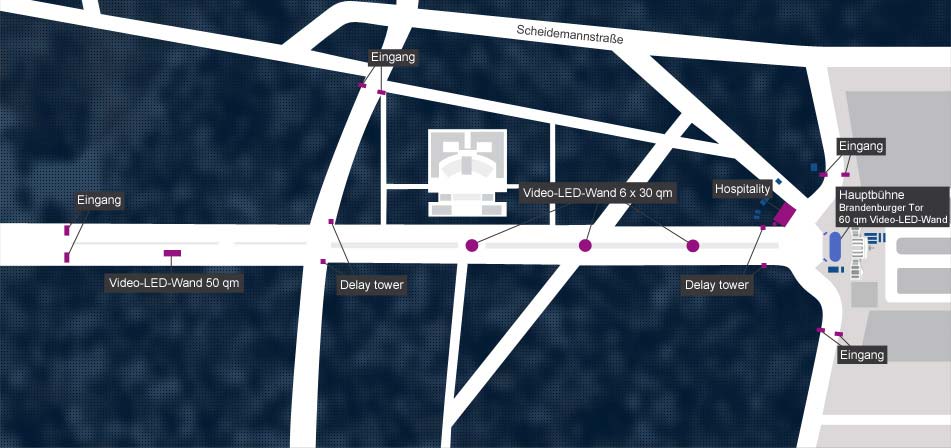 Scheidemannstraße
Eingang
Eingang
Hospitality
Video-LED-Wand 6 x 30 qm
Hauptbühne
Brandenburger Tor
60 qm Video-LED-Wand
Eingang
Video-LED-Wand 50 qm
Delay tower
Delay tower
Eingang